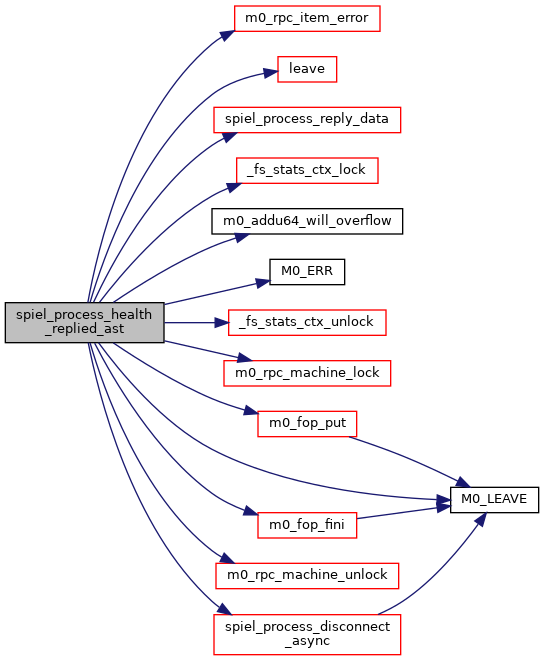 m0_rpc_item_error
leave
spiel_process_reply_data
_fs_stats_ctx_lock
m0_addu64_will_overflow
M0_ERR
spiel_process_health
_replied_ast
_fs_stats_ctx_unlock
m0_rpc_machine_lock
m0_fop_put
M0_LEAVE
m0_fop_fini
m0_rpc_machine_unlock
spiel_process_disconnect
_async